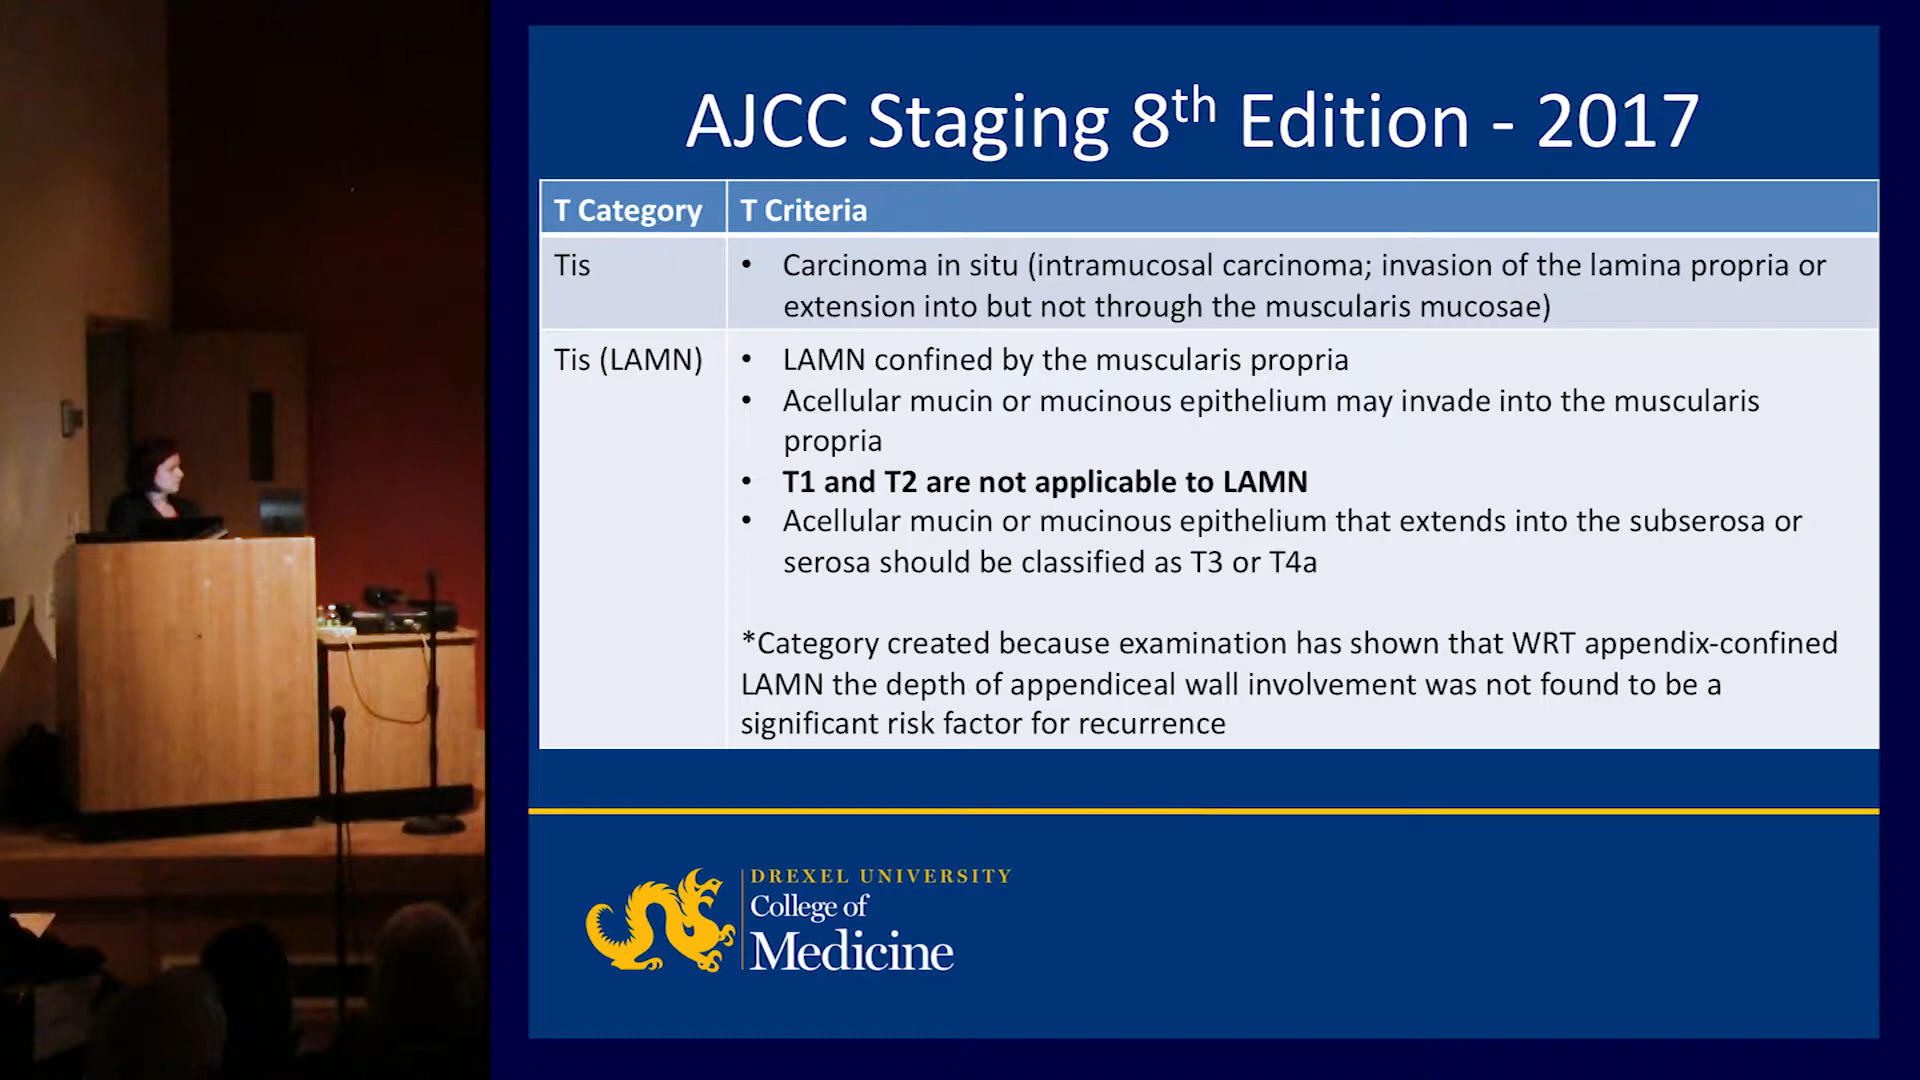 AJCC Staging 8th Edition - 2017
T Category
T Criteria
Tis
• Carcinoma in situ (intramucosal carcinoma; invasion of the lamina propria or
extension into but not through the muscularis mucosae)
Tis (LAMN)
• LAMN confined by the muscularis propria
• Acellular mucin or mucinous epithelium may invade into the muscularis
propria
• T1 and T2 are not applicable to LAMN
• Acellular mucin or mucinous epithelium that extends into the subserosa or
serosa should be classified as T3 or T4a
*Category created because examination has shown that WRT appendix-confined
LAMN the depth of appendiceal wall involvement was not found to be a
significant risk factor for recurrence
DREXEL UNIVERSITY
College of
Medicine